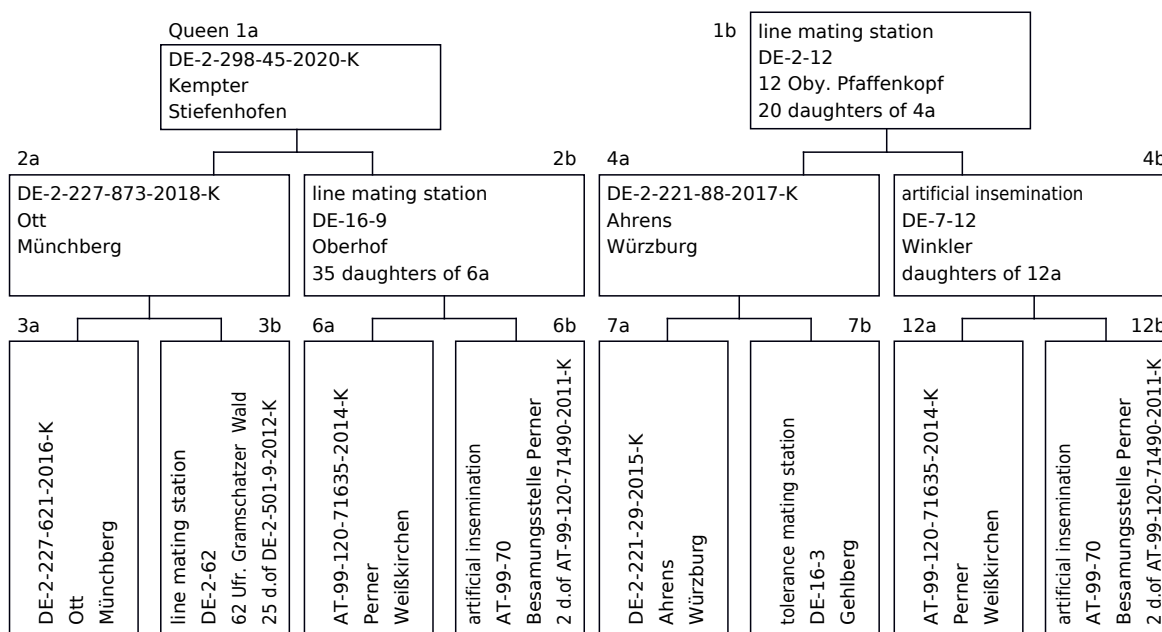 Queen 1a
DE-2-298-45-2020-K
Kempter
Stiefenhofen
1b
line mating station
DE-2-12
12 Oby. Pfaffenkopf
20 daughters of 4a
2a
DE-2-227-873-2018-K
Ott
Münchberg
2b
line mating station
DE-16-9
Oberhof
35 daughters of 6a
4a
DE-2-221-88-2017-K
Ahrens
Würzburg
4b
artificial insemination
DE-7-12
Winkler
daughters of 12a
3a
DE-2-227-621-2016-K
Ott
Münchberg
3b
line mating station
DE-2-62
62 Ufr. Gramschatzer Wald
25 d.of DE-2-501-9-2012-K
6a
AT-99-120-71635-2014-K
Perner
Weißkirchen
6b
artificial insemination
AT-99-70
Besamungsstelle Perner
2 d.of AT-99-120-71490-2011-K
7a
DE-2-221-29-2015-K
Ahrens
Würzburg
7b
tolerance mating station
DE-16-3
Gehlberg
12a
AT-99-120-71635-2014-K
Perner
Weißkirchen
12b
artificial insemination
AT-99-70
Besamungsstelle Perner
2 d.of AT-99-120-71490-2011-K